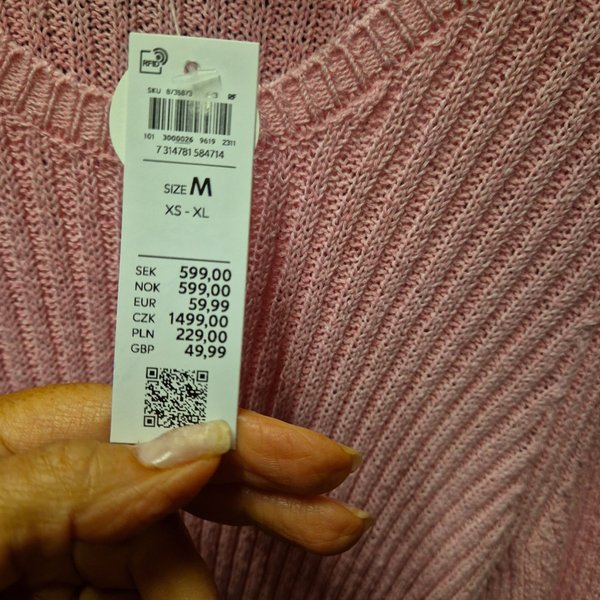 RFID
SKU 8735873
101 3000026 9619 2311
7 314781 584714
SIZE M
XS - XL
SEK 599,00
NOK 599,00
EUR 59,99
CZK 1499,00
PLN 229,00
GBP 49,99